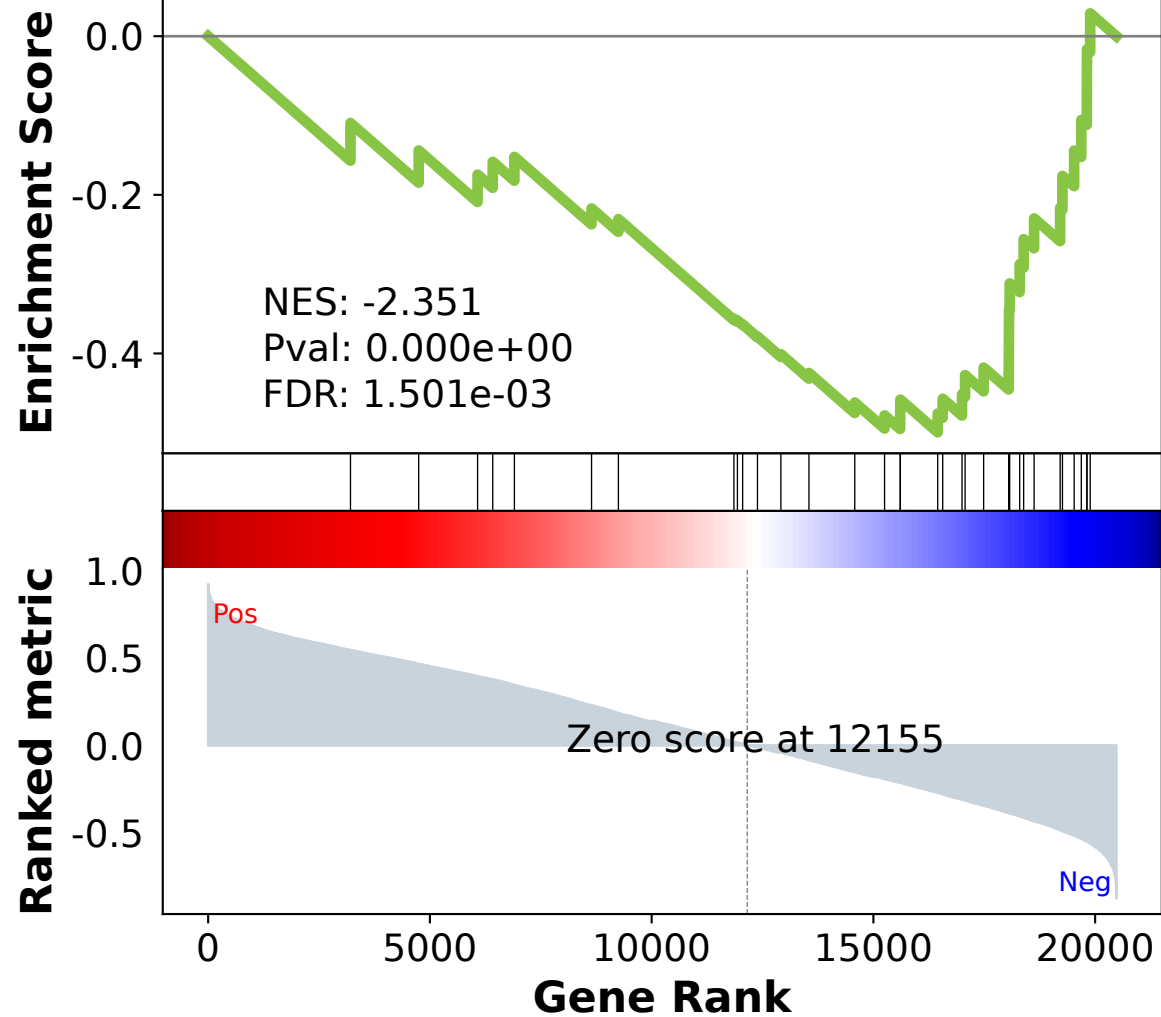 Enrichment Score
0.0
-0.2
-0.4
NES: -2.351
Pval: 0.000e+00
FDR: 1.501e-03
Ranked metric
1.0
0.5
0.0
-0.5
Pos
Zero score at 12155
Neg
0 5000 10000 15000 20000
Gene Rank